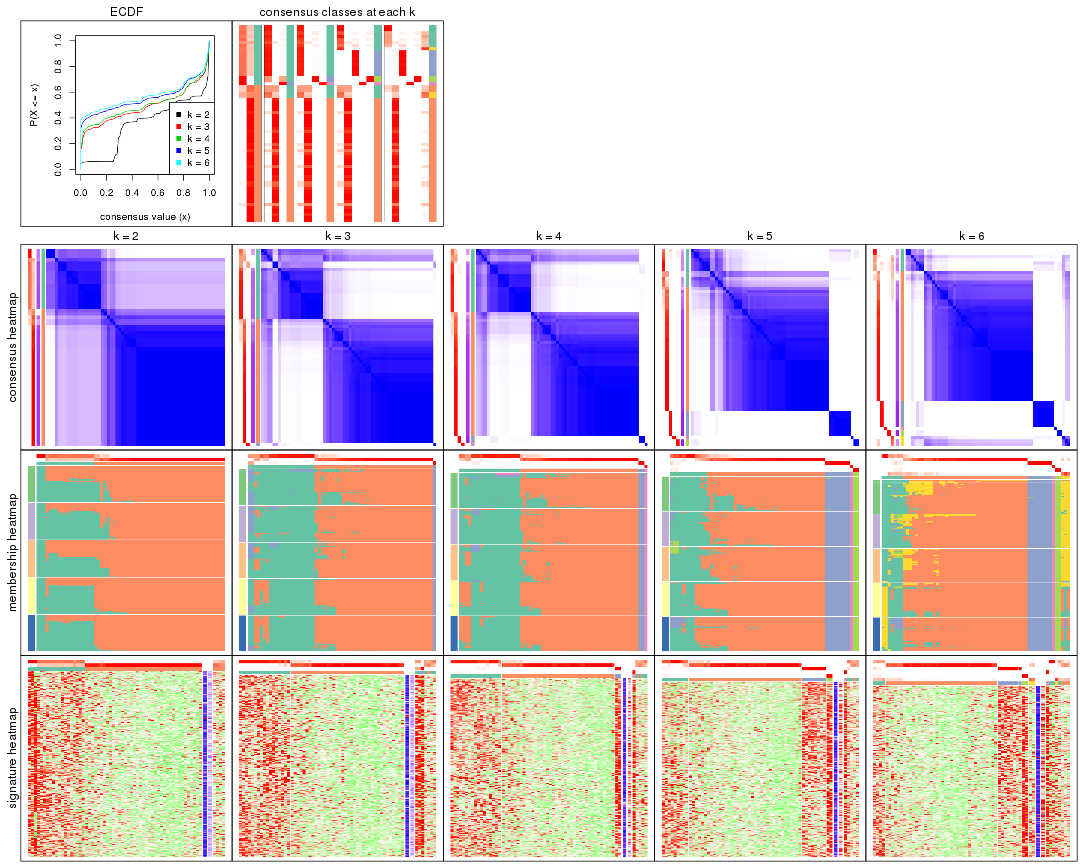 ECDF
consensus classes at each k
P(X <= x)
0.0 0.2 0.4 0.6 0.8 1.0
k = 2
k = 3
k = 4
k = 5
k = 6
0.0 0.2 0.4 0.6 0.8 1.0
consensus value (x)
k = 2 k = 3 k = 4 k = 5 k = 6
consensus heatmap
membership heatmap
signature heatmap